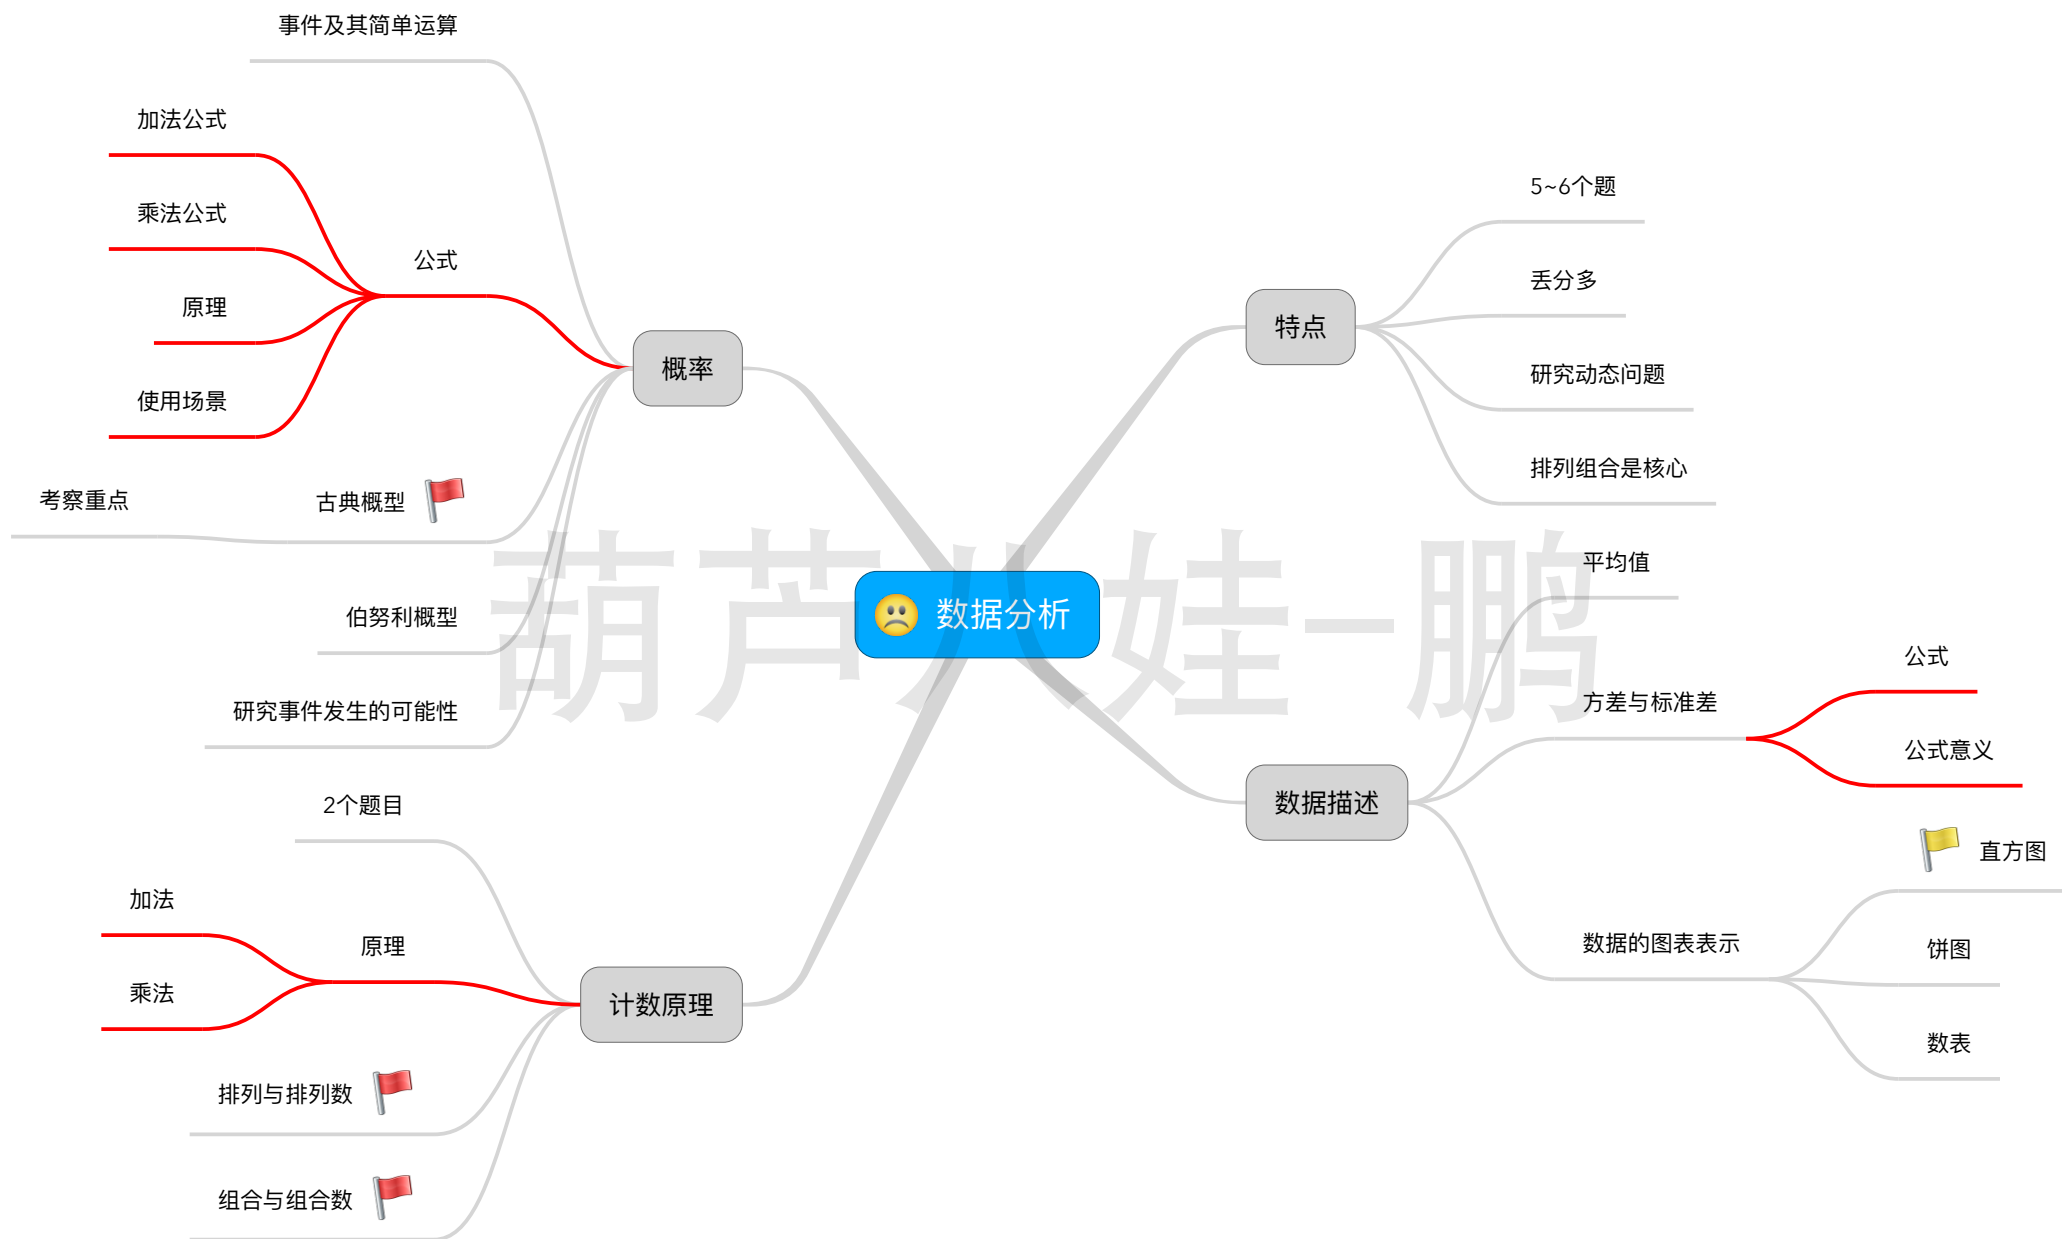 数据分析
特点
5~6个题
丢分多
研究动态问题
排列组合是核心
数据描述
平均值
方差与标准差
公式
公式意义
数据的图表表示
直方图
饼图
数表
概率
事件及其简单运算
公式
加法公式
乘法公式
原理
使用场景
古典概型
考察重点
伯努利概型
研究事件发生的可能性
计数原理
2个题目
原理
加法
乘法
排列与排列数
组合与组合数
葫芦八娃-鹏